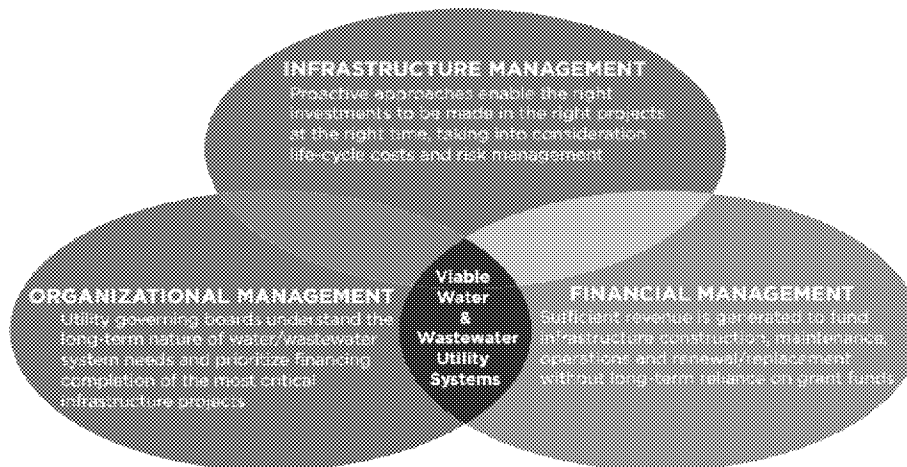 INFRASTRUCTURE MANAGEMENT
Proactive approaches enable the right
investments to be made in the right projects
at the right time, taking into consideration
life-cycle costs and risk management
ORGANIZATIONAL MANAGEMENT
Utility governing boards understand the
long-term nature of water/wastewater
system needs and prioritize financing
completion of the most critical
infrastructure projects
Viable
Water
&
Wastewater
Utility
Systems
FINANCIAL MANAGEMENT
Sufficient revenue is generated to fund
infrastructure construction, maintenance,
operations and renewal/replacement
without long-term reliance on grant funds